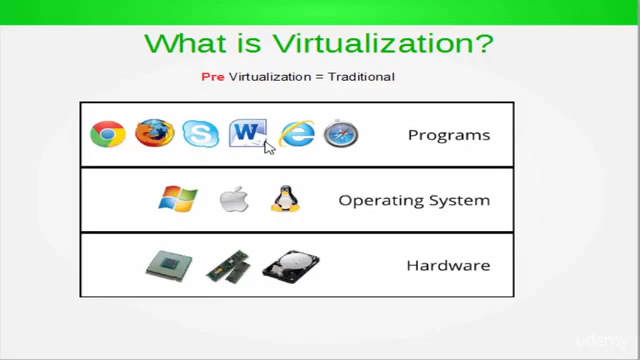 What is Virtualization?
Pre Virtualization = Traditional
Programs
Operating System
Hardware
udemy